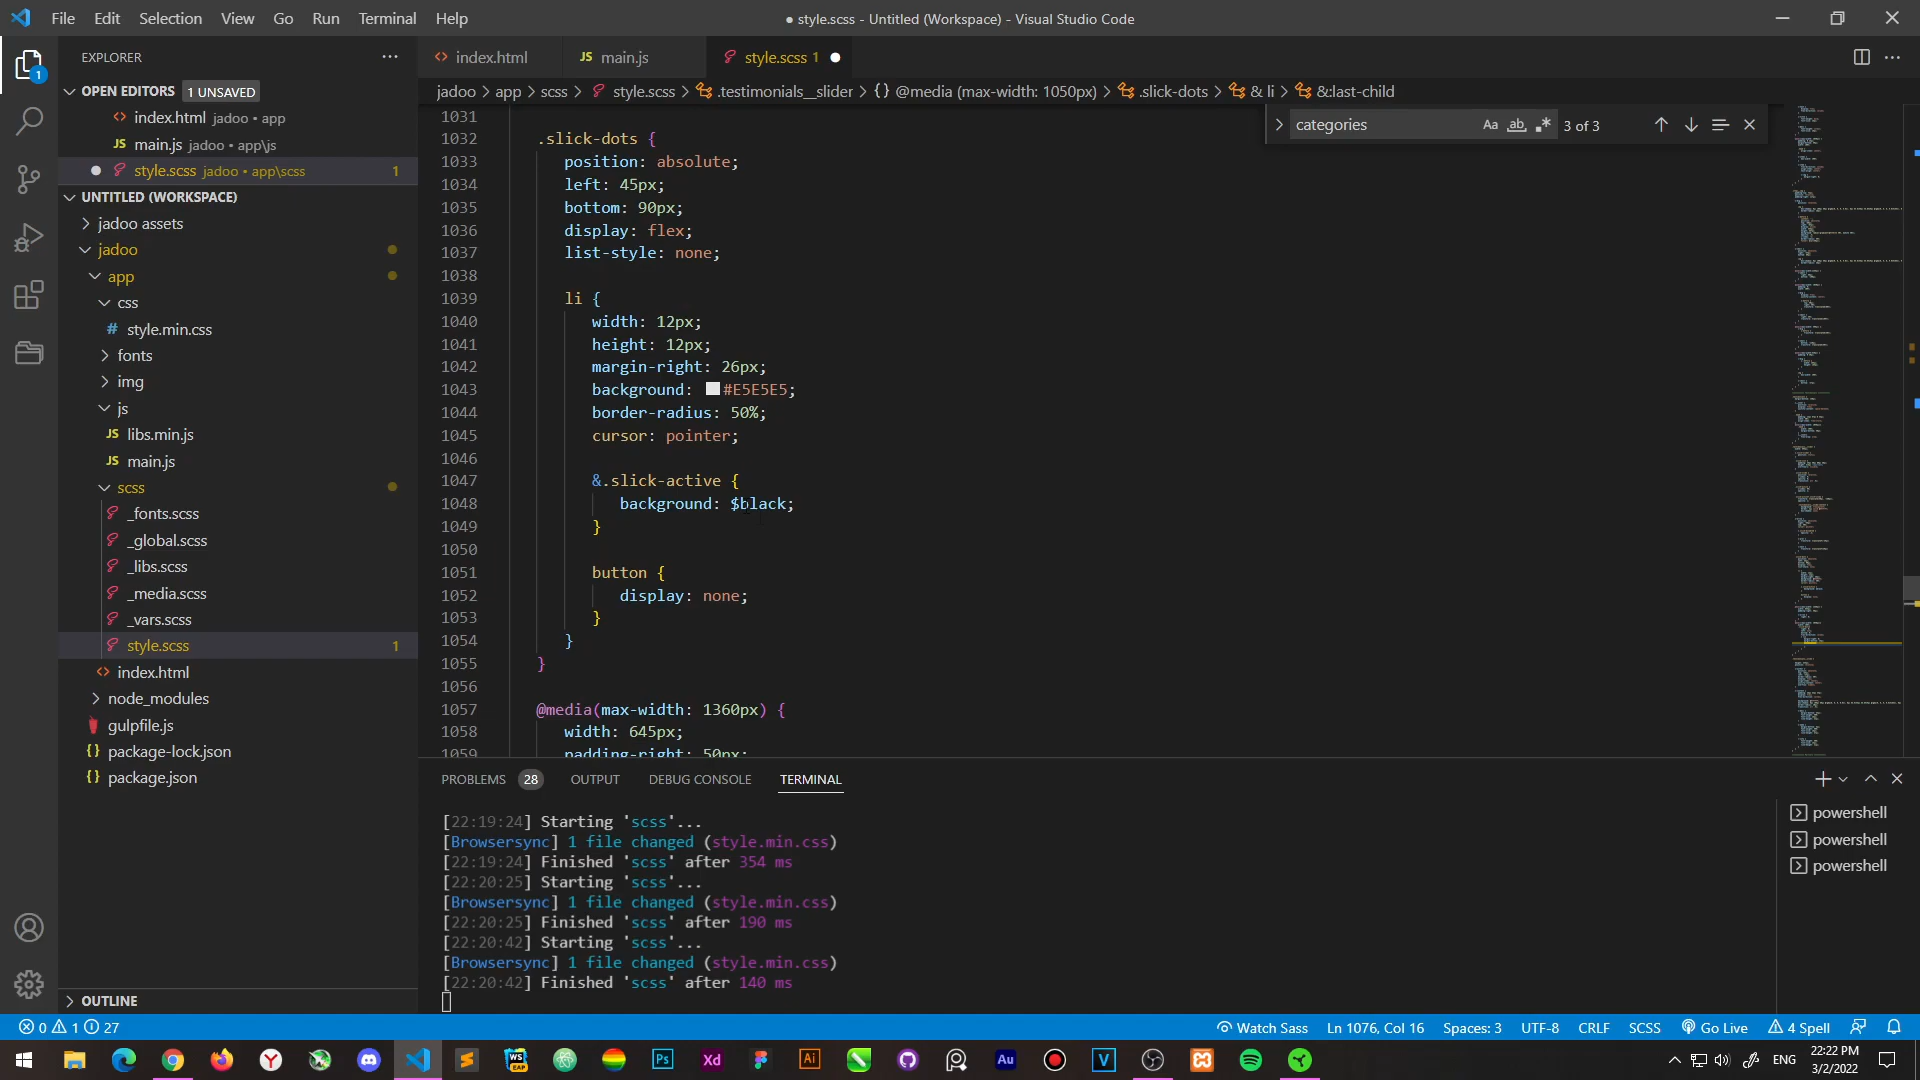 File Edit Selection View Go Run Terminal Help
● style.scss - Untitled (Workspace) - Visual Studio Code
EXPLORER
index.html
main.js
style.scss 1
OPEN EDITORS 1 UNSAVED
index.html jadoo • app
main.js jadoo • app\js
style.scss jadoo • app\scss 1
UNTITLED (WORKSPACE)
jadoo assets
jadoo
app
css
style.min.css
fonts
img
js
libs.min.js
main.js
scss
_fonts.scss
_global.scss
_libs.scss
_media.scss
_vars.scss
style.scss 1
index.html
node_modules
gulpfile.js
package-lock.json
package.json
OUTLINE
jadoo > app > scss > style.scss > .testimonials__slider > {} @media (max-width: 1050px) > .slick-dots > & li > &:last-child
categories Aa ab 3 of 3
1031
1032 .slick-dots {
1033 position: absolute;
1034 left: 45px;
1035 bottom: 90px;
1036 display: flex;
1037 list-style: none;
1038
1039 li {
1040 width: 12px;
1041 height: 12px;
1042 margin-right: 26px;
1043 background: #E5E5E5;
1044 border-radius: 50%;
1045 cursor: pointer;
1046
1047 &.slick-active {
1048 background: $black;
1049 }
1050
1051 button {
1052 display: none;
1053 }
1054 }
1055 }
1056
1057 @media(max-width: 1360px) {
1058 width: 645px;
1059 padding-right: 50px;
PROBLEMS 28 OUTPUT DEBUG CONSOLE TERMINAL
[22:19:24] Starting 'scss'...
[Browsersync] 1 file changed (style.min.css)
[22:19:24] Finished 'scss' after 354 ms
[22:20:25] Starting 'scss'...
[Browsersync] 1 file changed (style.min.css)
[22:20:25] Finished 'scss' after 190 ms
[22:20:42] Starting 'scss'...
[Browsersync] 1 file changed (style.min.css)
[22:20:42] Finished 'scss' after 140 ms
powershell
powershell
powershell
0 1 27
Watch Sass Ln 1076, Col 16 Spaces: 3 UTF-8 CRLF SCSS Go Live 4 Spell
ENG
22:22 PM
3/2/2022